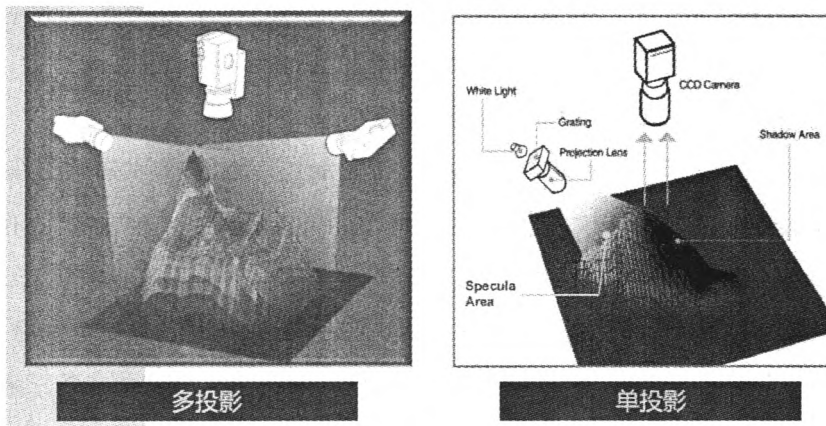 White Light
Grating
Projection Lens
CCD Camera
Shadow Area
Specula
Area
多投影
单投影